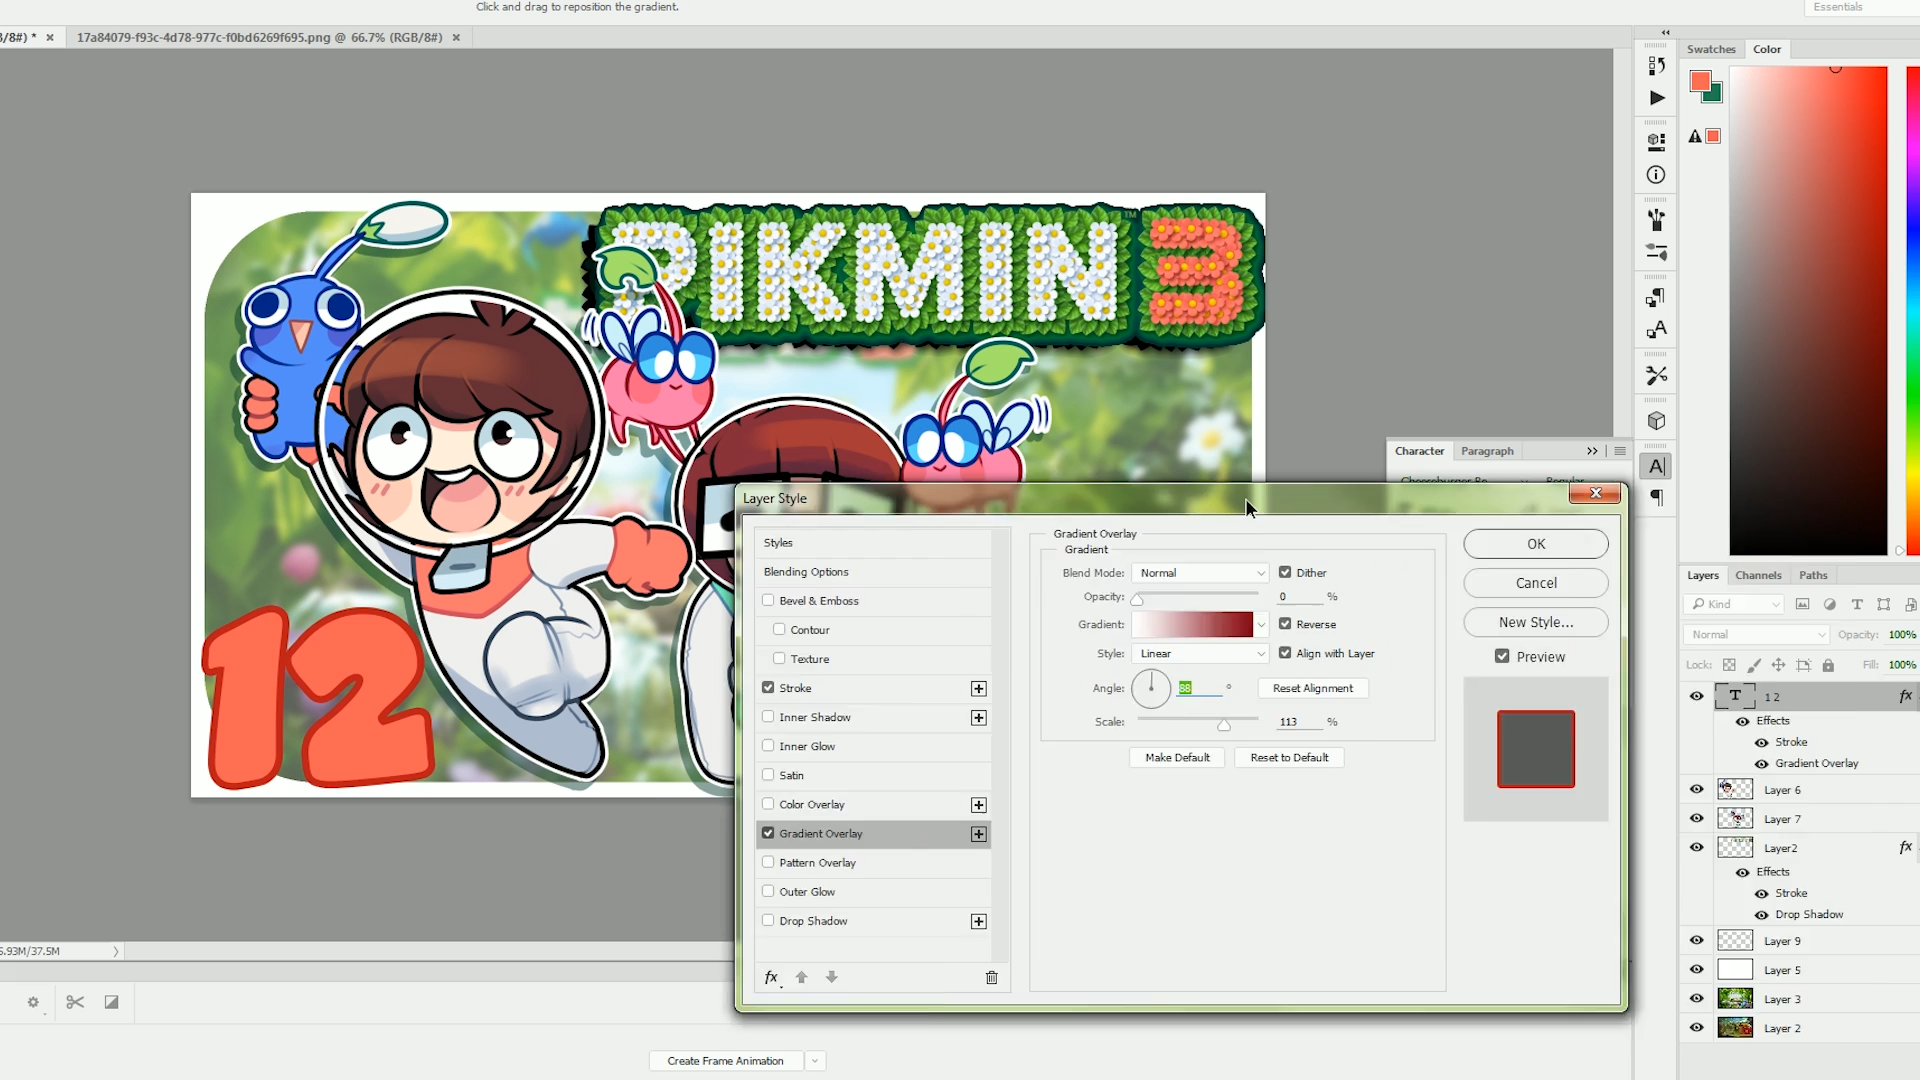 Click and drag to reposition the gradient.
Essentials
/8#) *
17a84079-f93c-4d78-977c-f0bd6269f695.png @ 66.7% (RGB/8#)
Swatches
Color
PIKMIN 3
TM
12
Character
Paragraph
Regular
Layer Style
Styles
Blending Options
Bevel & Emboss
Contour
Texture
Stroke
Inner Shadow
Inner Glow
Satin
Color Overlay
Gradient Overlay
Pattern Overlay
Outer Glow
Drop Shadow
fx
Gradient Overlay
Gradient
Blend Mode: Normal Dither
Opacity: 0 %
Gradient: Reverse
Style: Linear Align with Layer
Angle: 88 ° Reset Alignment
Scale: 113 %
Make Default
Reset to Default
OK
Cancel
New Style...
Preview
Layers
Channels
Paths
Kind
Normal
Opacity: 100%
Lock:
Fill: 100%
T 1 2 fx
Effects
Stroke
Gradient Overlay
Layer 6
Layer 7
Layer2 fx
Effects
Stroke
Drop Shadow
Layer 9
Layer 5
Layer 3
Layer 2
5.93M/37.5M
Create Frame Animation